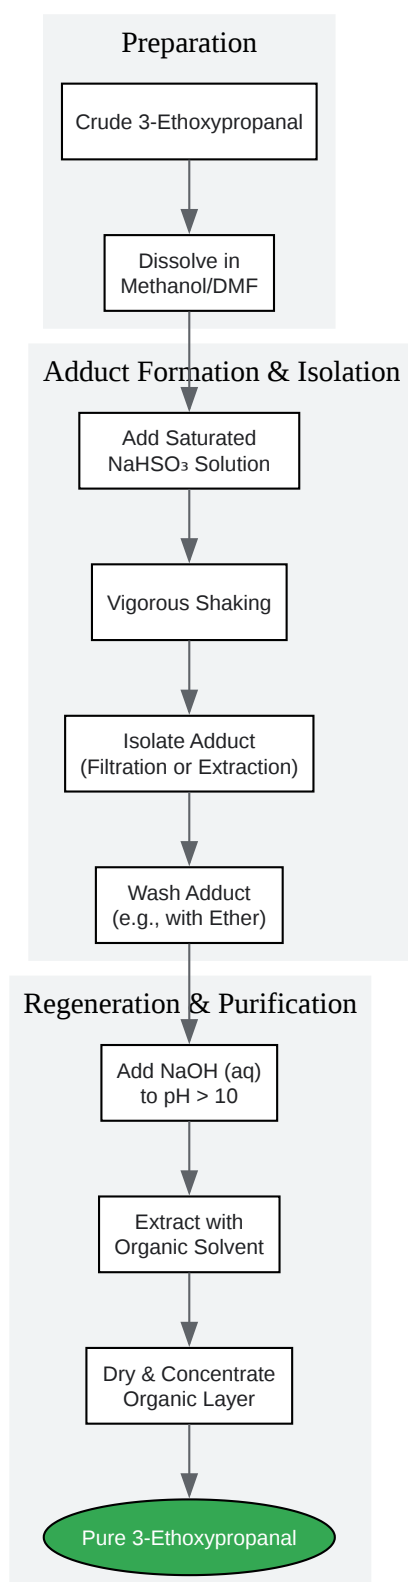 Preparation
Crude 3-Ethoxypropanal
Dissolve in
Methanol/DMF
Adduct Formation & Isolation
Add Saturated
NaHSO₃ Solution
Vigorous Shaking
Isolate Adduct
(Filtration or Extraction)
Wash Adduct
(e.g., with Ether)
Regeneration & Purification
Add NaOH (aq)
to pH > 10
Extract with
Organic Solvent
Dry & Concentrate
Organic Layer
Pure 3-Ethoxypropanal